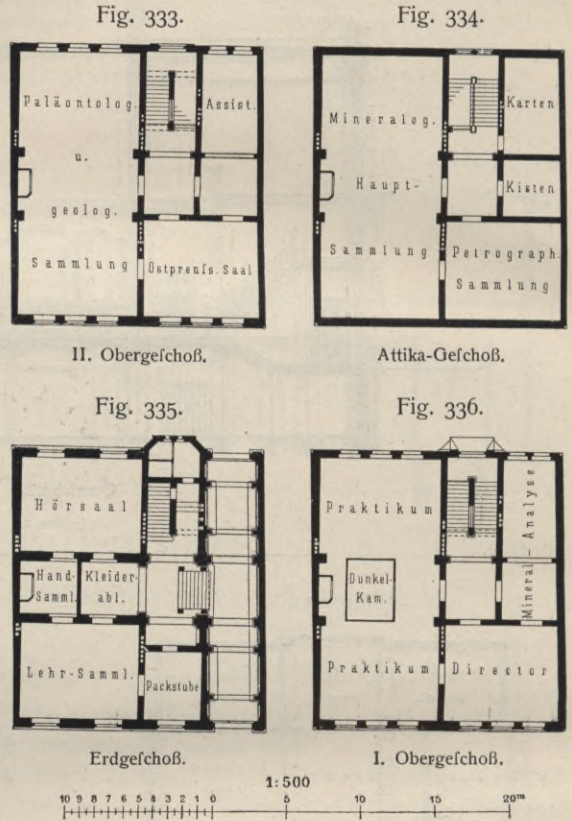 Fig. 333.
Paläontolog.
u.
geolog.
Sammlung
Assist.
Ostpreuſs. Saal
II. Obergeſchoß.
Fig. 334.
Mineralog.
Haupt-
Sammlung
Karten
Kisten
Petrograph.
Sammlung
Attika-Geſchoß.
Fig. 335.
Hörsaal
Hand-
Samml.
Kleider-
abl.
Lehr-Samml.
Packstube
Erdgeſchoß.
Fig. 336.
Praktikum
Dunkel-
Kam.
Praktikum
Mineral-Analyse
Director
I. Obergeſchoß.
1:500
10 9 8 7 6 5 4 3 2 1 0 5 10 15 20ᵐ